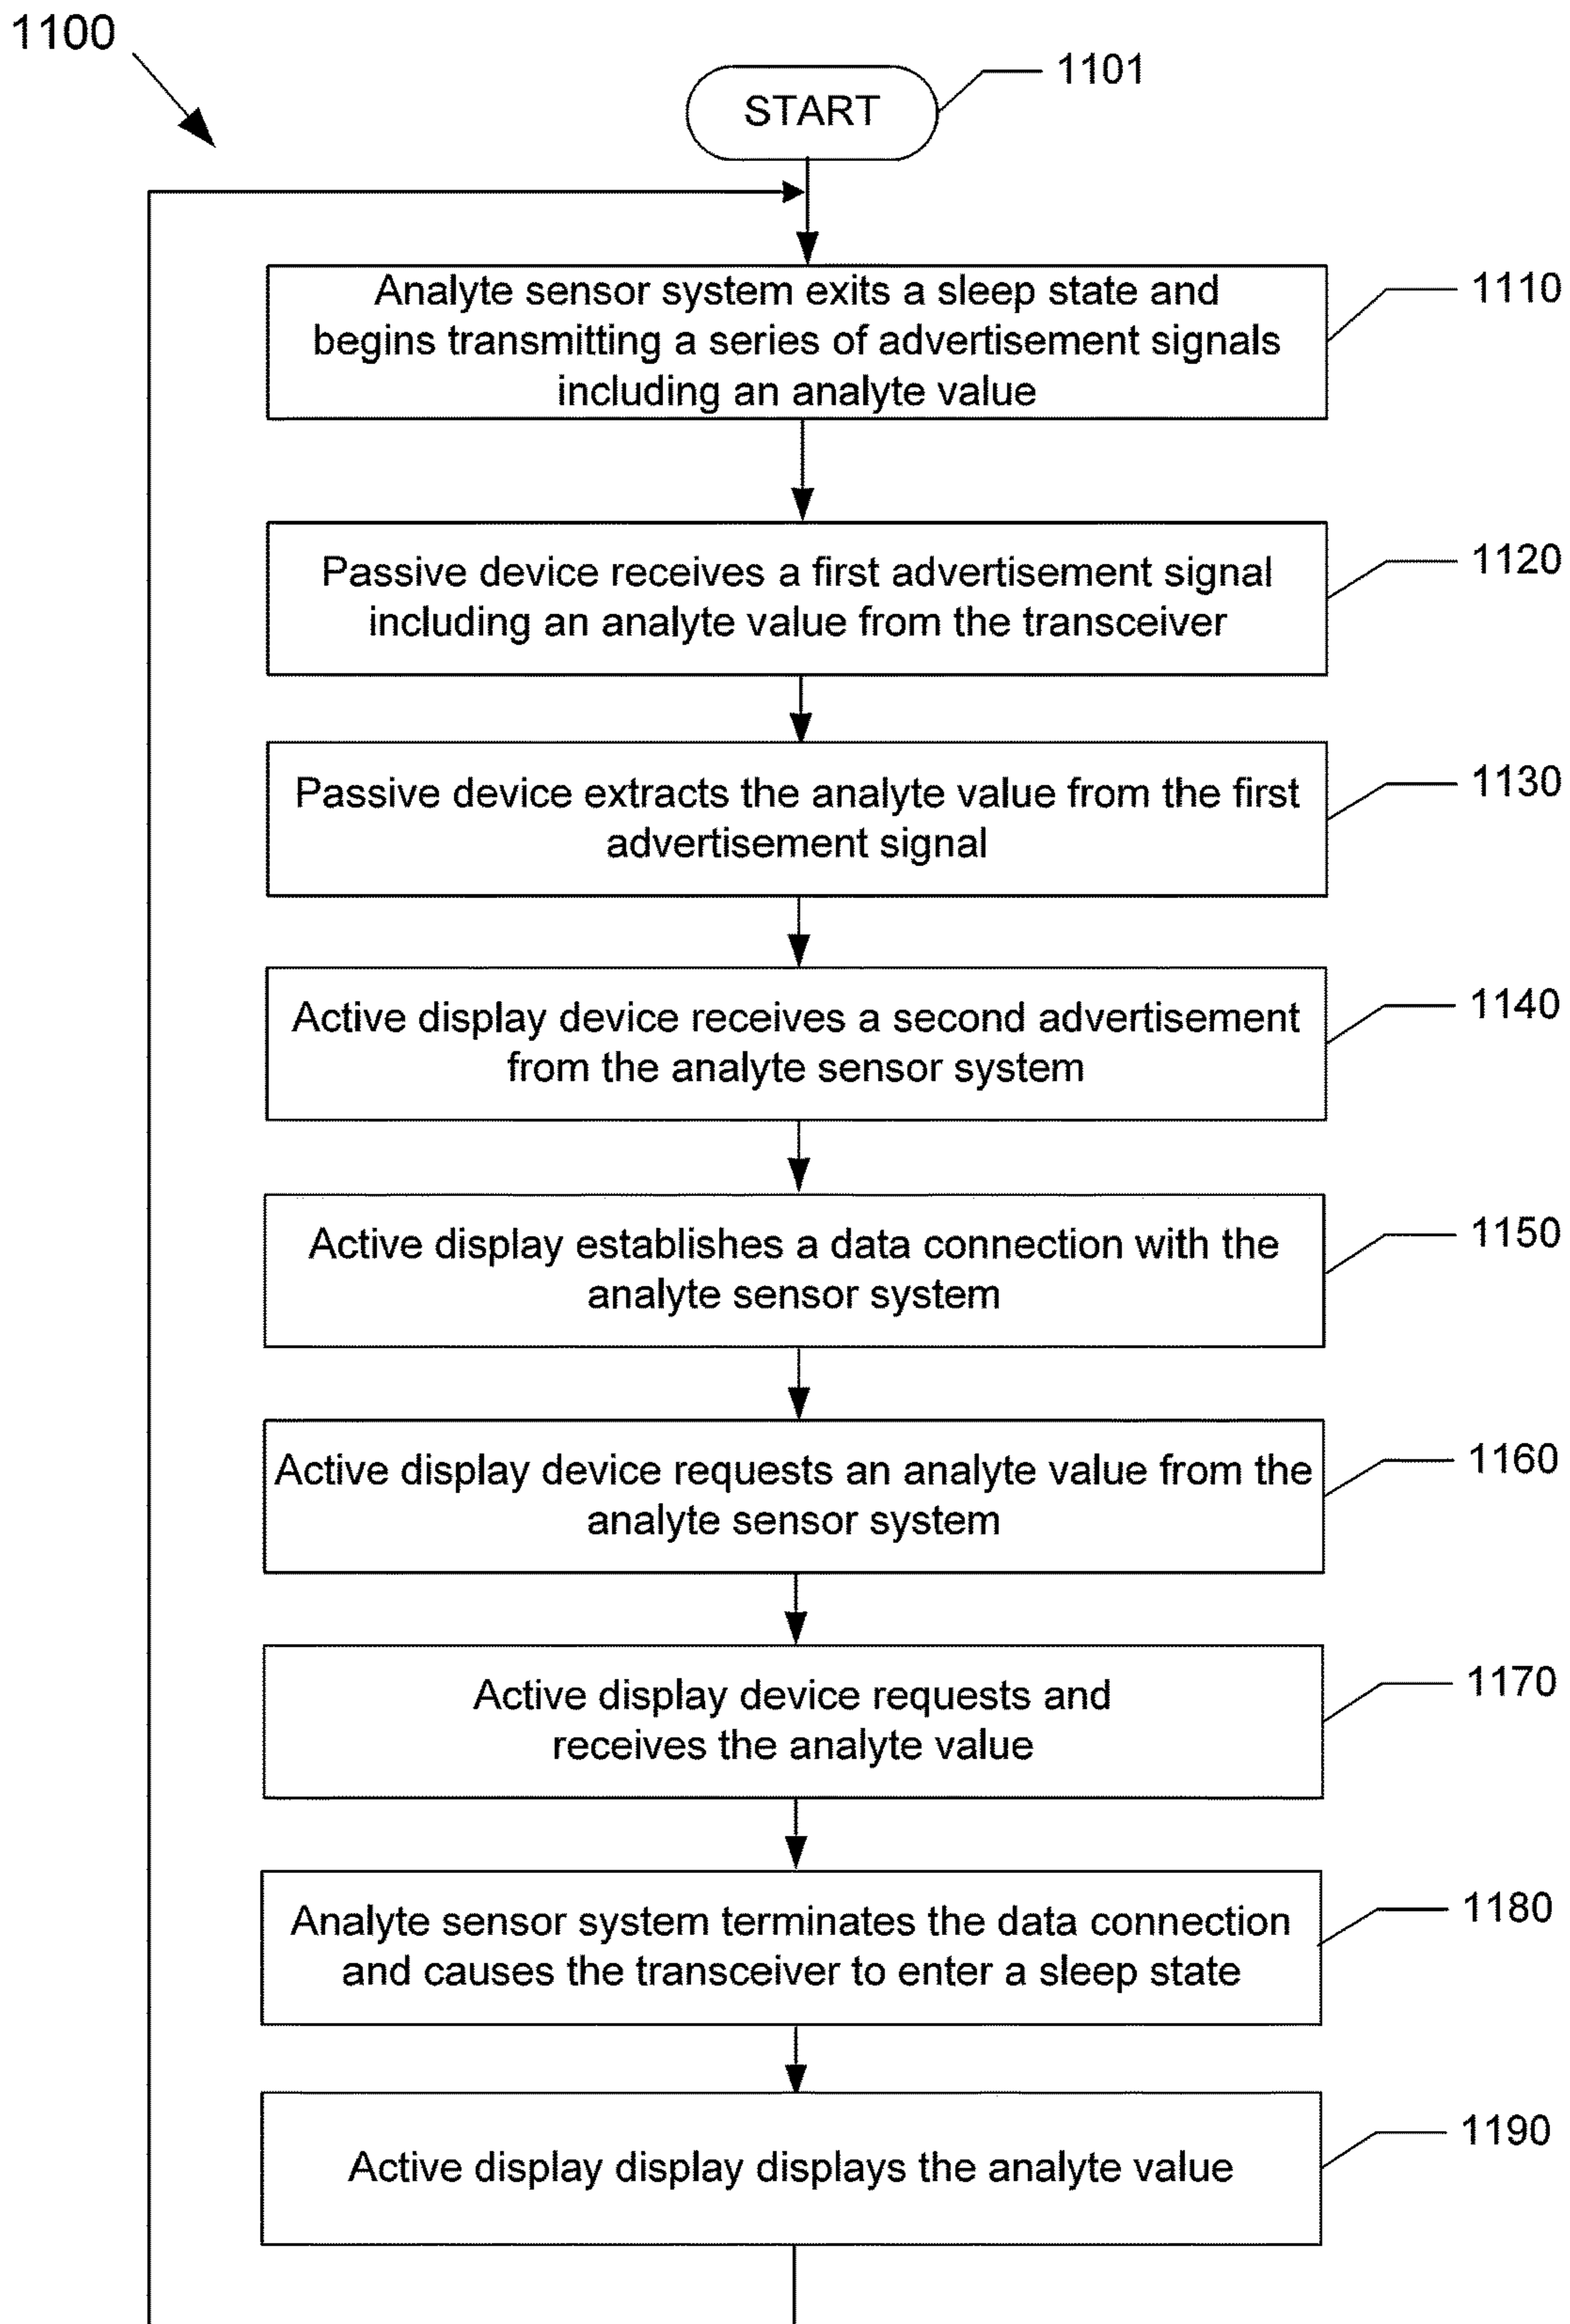 1100
START
1101
Analyte sensor system exits a sleep state and
begins transmitting a series of advertisement signals
including an analyte value
1110
Passive device receives a first advertisement signal
including an analyte value from the transceiver
1120
Passive device extracts the analyte value from the first
advertisement signal
1130
Active display device receives a second advertisement
from the analyte sensor system
1140
Active display establishes a data connection with the
analyte sensor system
1150
Active display device requests an analyte value from the
analyte sensor system
1160
Active display device requests and
receives the analyte value
1170
Analyte sensor system terminates the data connection
and causes the transceiver to enter a sleep state
1180
Active display display displays the analyte value
1190